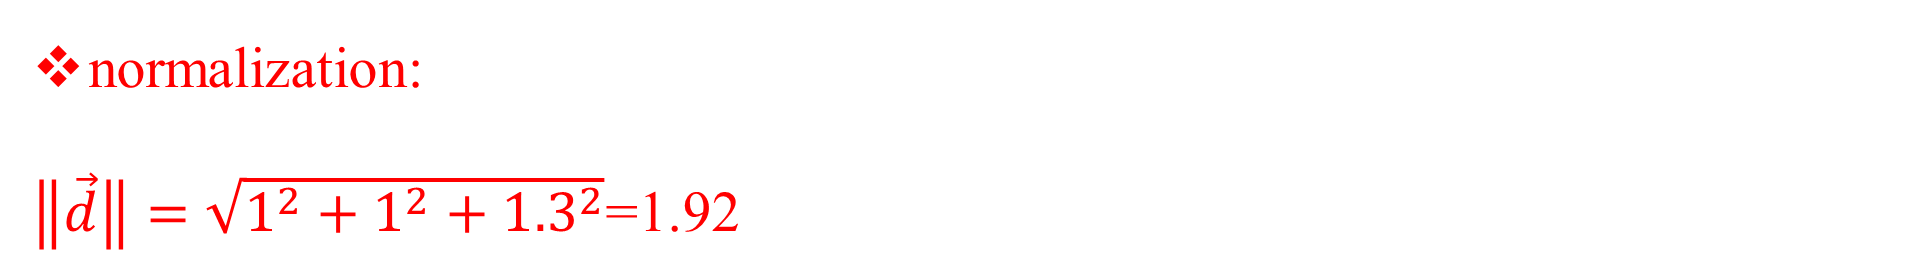 ❖ normalization:
‖d⃗‖ = √1² + 1² + 1.3²=1.92